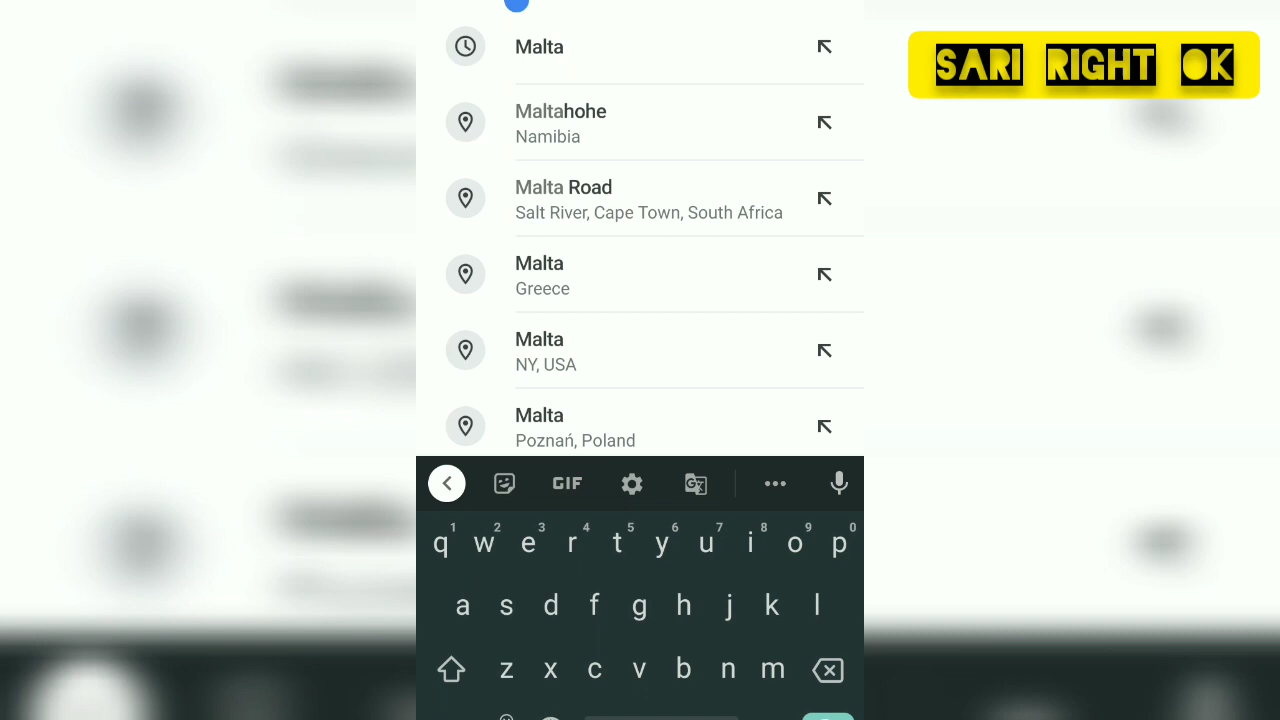 Malta
SARI RIGHT OK
Maltahohe
Namibia
Malta Road
Salt River, Cape Town, South Africa
Malta
Greece
Malta
NY, USA
Malta
Poznań, Poland
GIF
1 2 3 4 5 6 7 8 9 0
q w e r t y u i o p
a s d f g h j k l
z x c v b n m